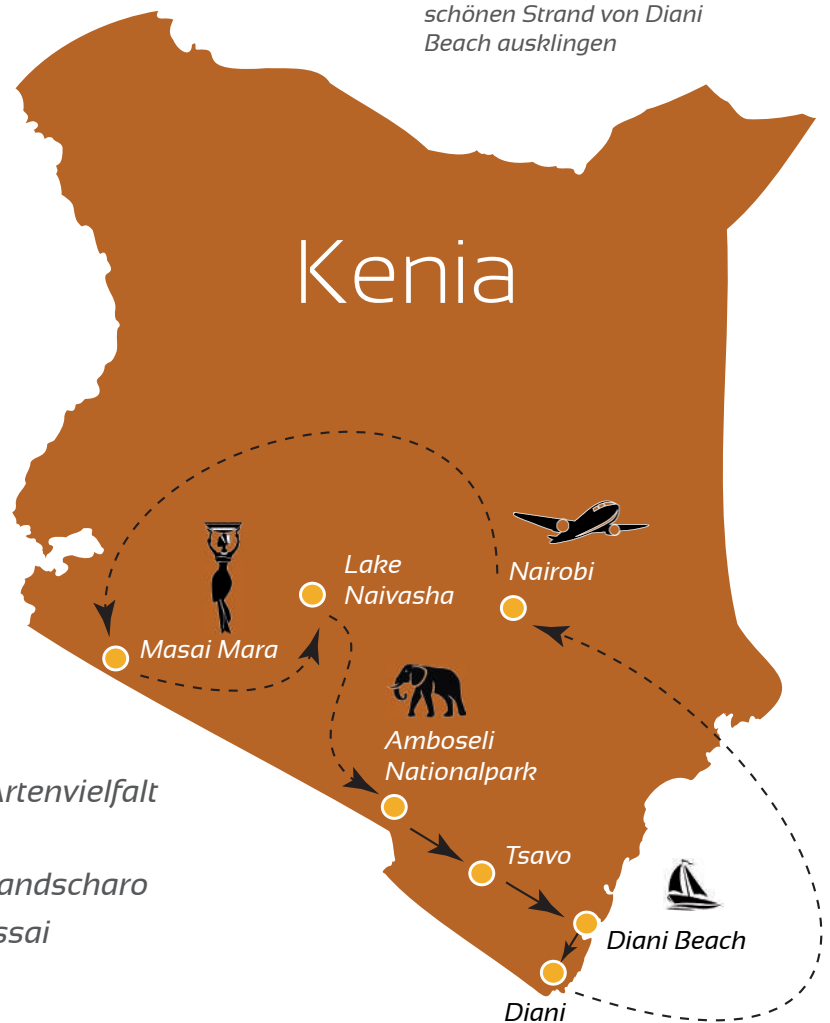 schönen Strand von Diani
Beach ausklingen
Kenia
Lake
Naivasha
Nairobi
Masai Mara
Amboseli
Nationalpark
Artenvielfalt
Tsavo
andscharo
ssai
Diani Beach
Diani